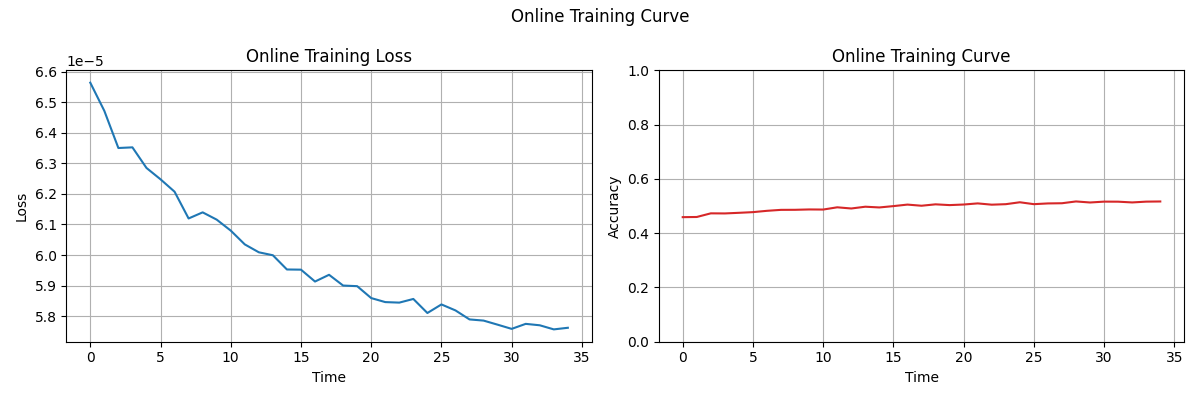 Online Training Curve
Online Training Loss
1e−5
6.6
6.5
6.4
6.3
6.2
6.1
6.0
5.9
5.8
Loss
0 5 10 15 20 25 30 35
Time
Online Training Curve
1.0
0.8
0.6
0.4
0.2
0.0
Accuracy
0 5 10 15 20 25 30 35
Time